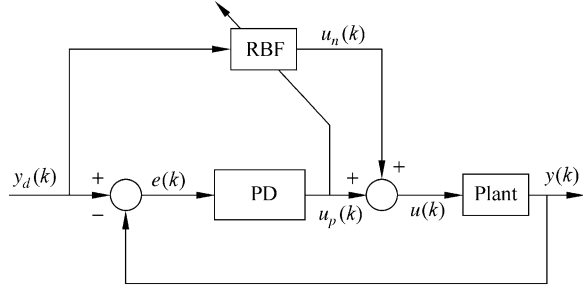 RBF
u_n(k)
y_d(k)
+
−
e(k)
PD
u_p(k)
+
+
u(k)
Plant
y(k)